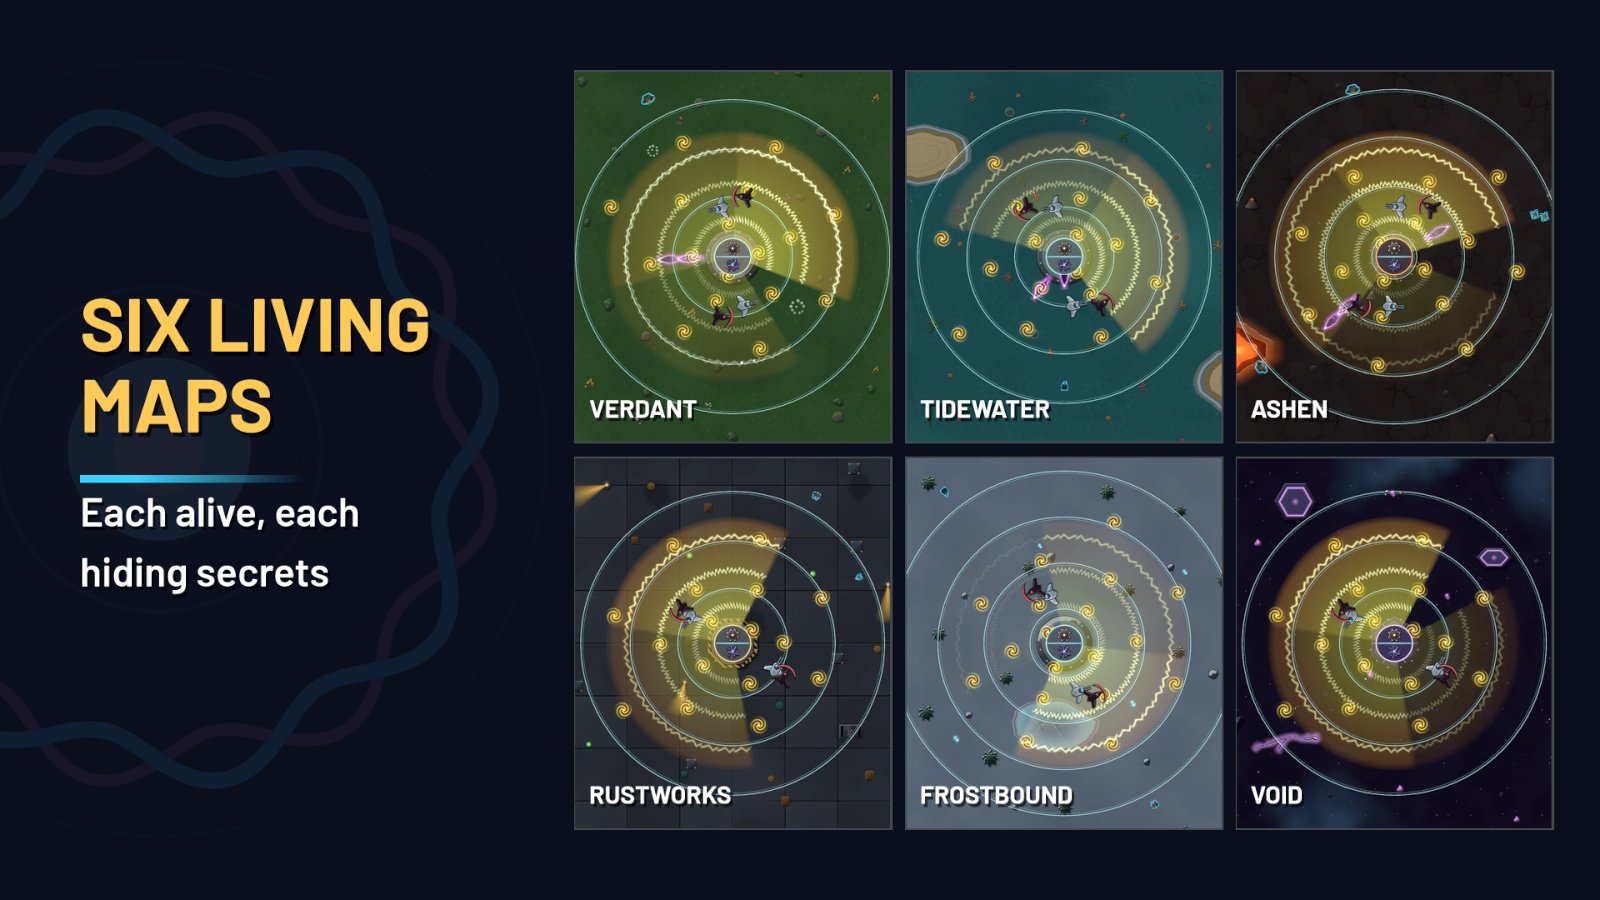 SIX LIVING
MAPS
Each alive, each
hiding secrets
VERDANT
TIDEWATER
ASHEN
RUSTWORKS
FROSTBOUND
VOID